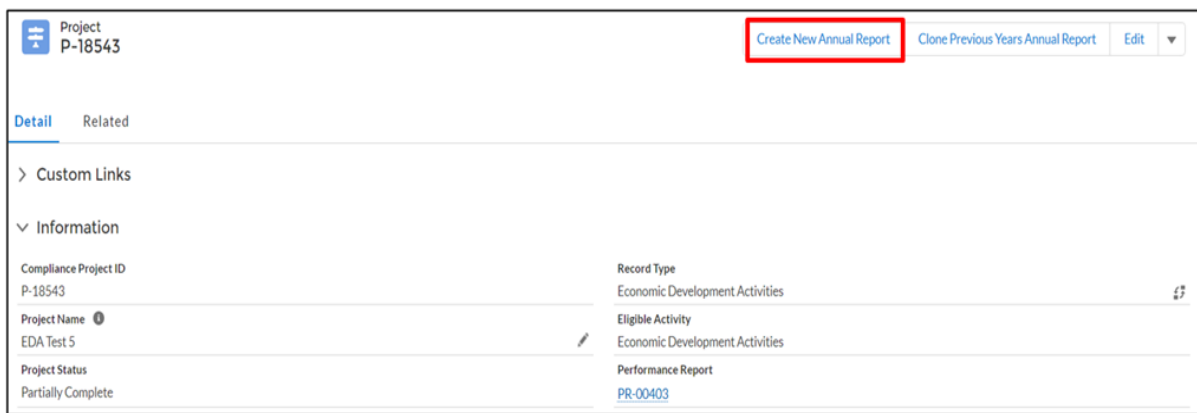 Project
P-18543
Create New Annual Report
Clone Previous Years Annual Report
Edit
Detail
Related
Custom Links
Information
Compliance Project ID
P-18543
Record Type
Economic Development Activities
Project Name
EDA Test 5
Eligible Activity
Economic Development Activities
Project Status
Partially Complete
Performance Report
PR-00403